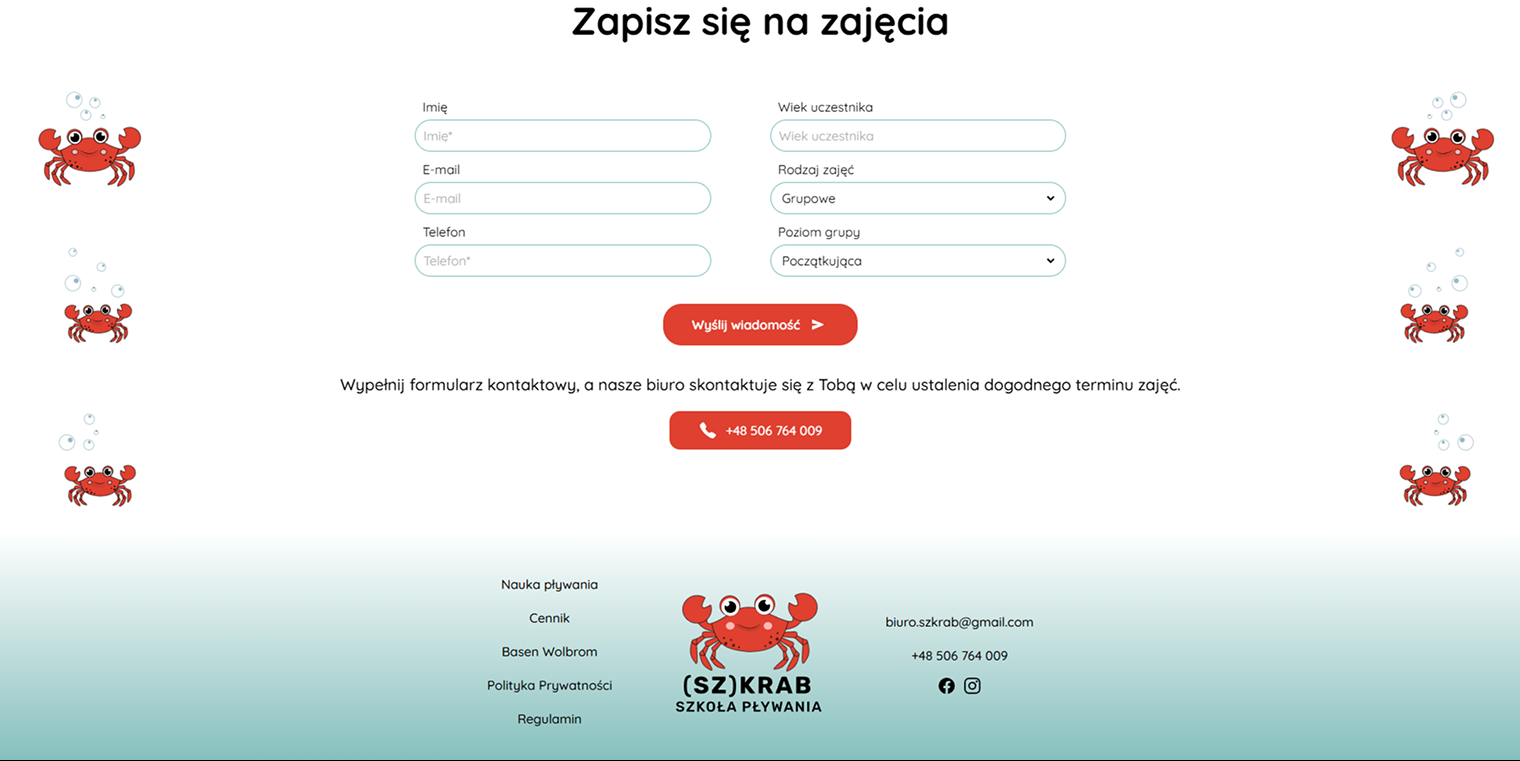 Zapisz się na zajęcia
Imię
Imię*
E-mail
E-mail
Telefon
Telefon*
Wiek uczestnika
Wiek uczestnika
Rodzaj zajęć
Grupowe
Poziom grupy
Początkująca
Wyślij wiadomość
Wypełnij formularz kontaktowy, a nasze biuro skontaktuje się z Tobą w celu ustalenia dogodnego terminu zajęć.
+48 506 764 009
Nauka pływania
Cennik
Basen Wolbrom
Polityka Prywatności
Regulamin
(SZ)KRAB
SZKOŁA PŁYWANIA
biuro.szkrab@gmail.com
+48 506 764 009